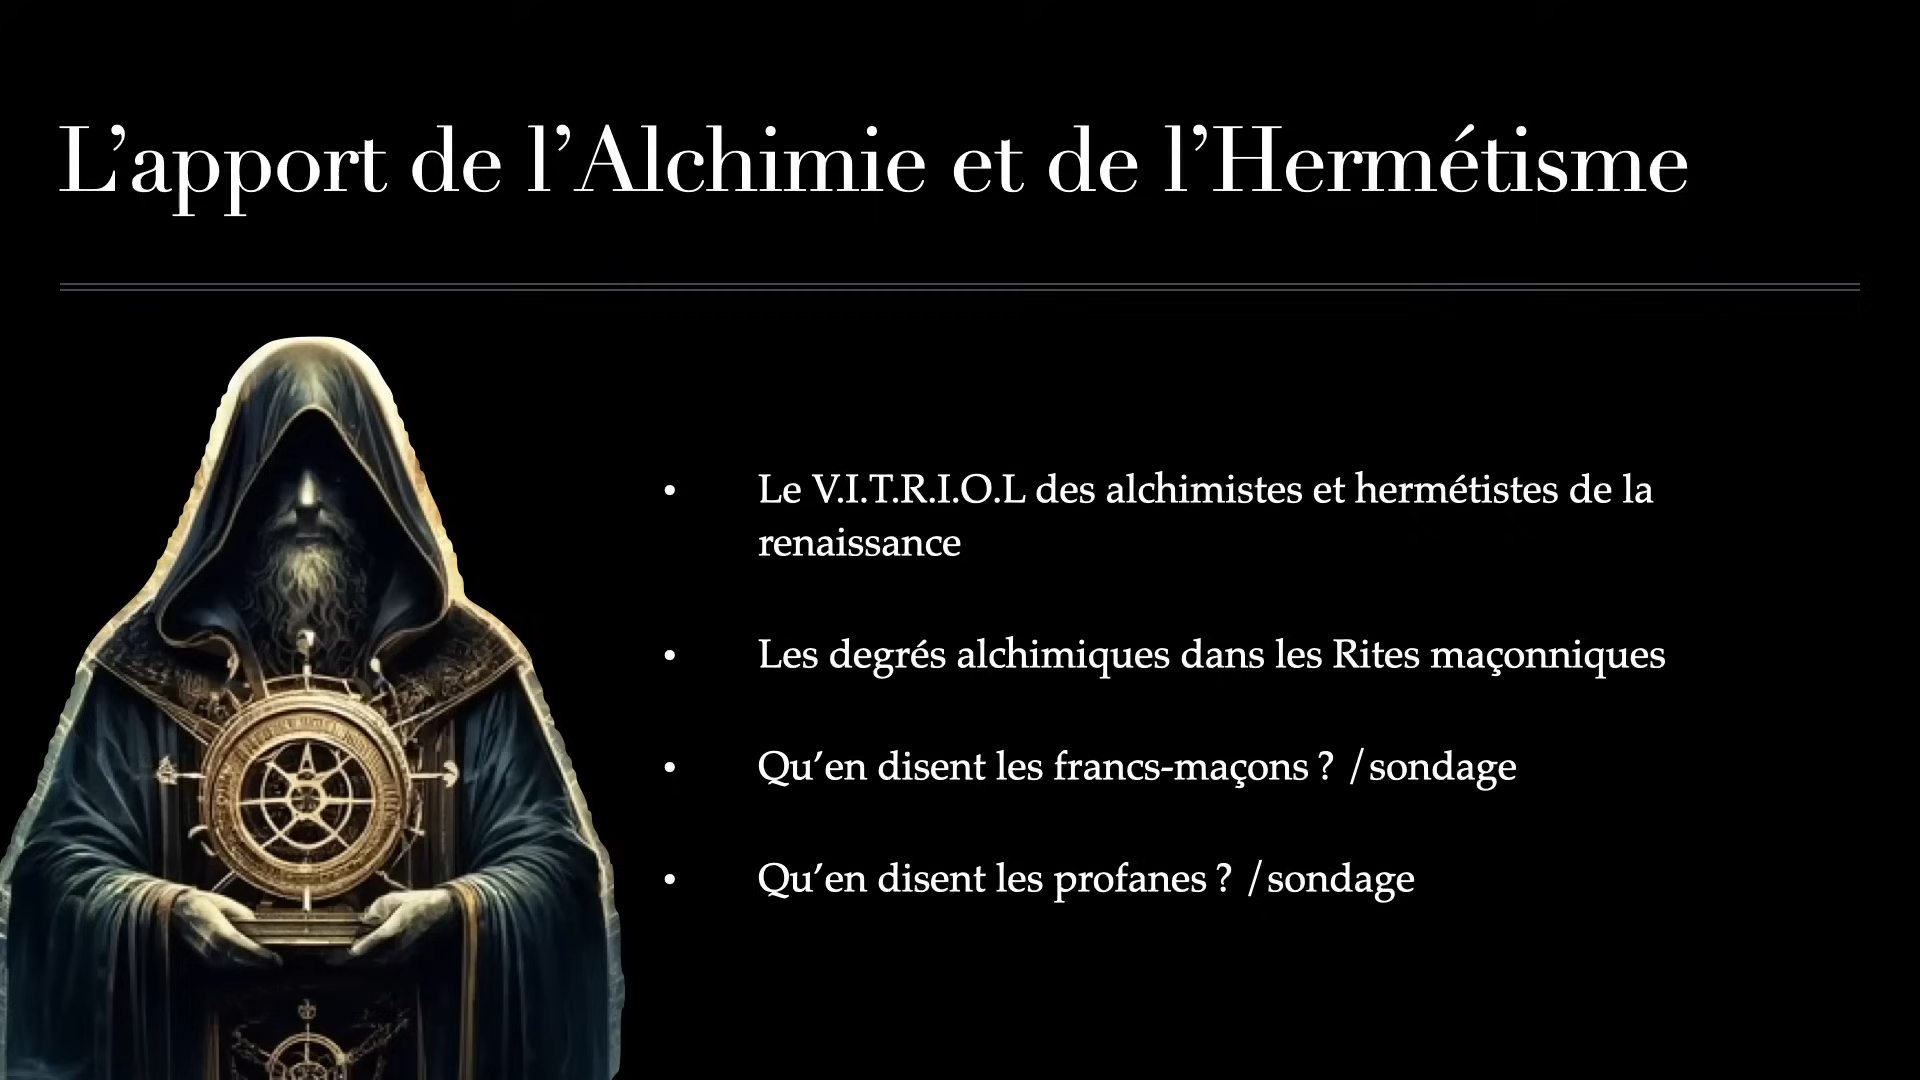 L’apport de l’Alchimie et de l’Hermétisme
• Le V.I.T.R.I.O.L des alchimistes et hermétistes de la
renaissance
• Les degrés alchimiques dans les Rites maçonniques
• Qu’en disent les francs-maçons ? /sondage
• Qu’en disent les profanes ? /sondage